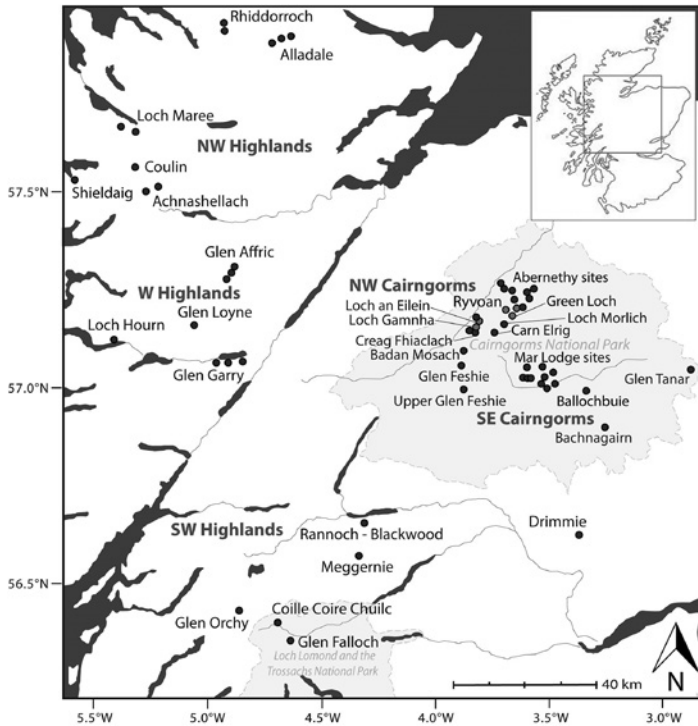 Rhiddorroch
Alladale
Loch Maree
NW Highlands
Coulin
Shieldaig
Achnashellach
57.5°N
Glen Affric
W Highlands
Glen Loyne
Loch Hourn
Glen Garry
NW Cairngorms
Abernethy sites
Ryvoan
Green Loch
Loch an Eilein
Loch Gamnha
Loch Morlich
Creag Fhiaclach
Carn Elrig
Badan Mosach
Cairngorms National Park
Mar Lodge sites
57.0°N
Glen Feshie
Glen Tanar
Upper Glen Feshie
Ballochbuie
SE Cairngorms
Bachnagairn
SW Highlands
Rannoch - Blackwood
Drimmie
Meggernie
56.5°N
Coille Coire Chuilc
Glen Orchy
Glen Falloch
Loch Lomond and the
Trossachs National Park
40 km
N
5.5°W 5.0°W 4.5°W 4.0°W 3.5°W 3.0°W